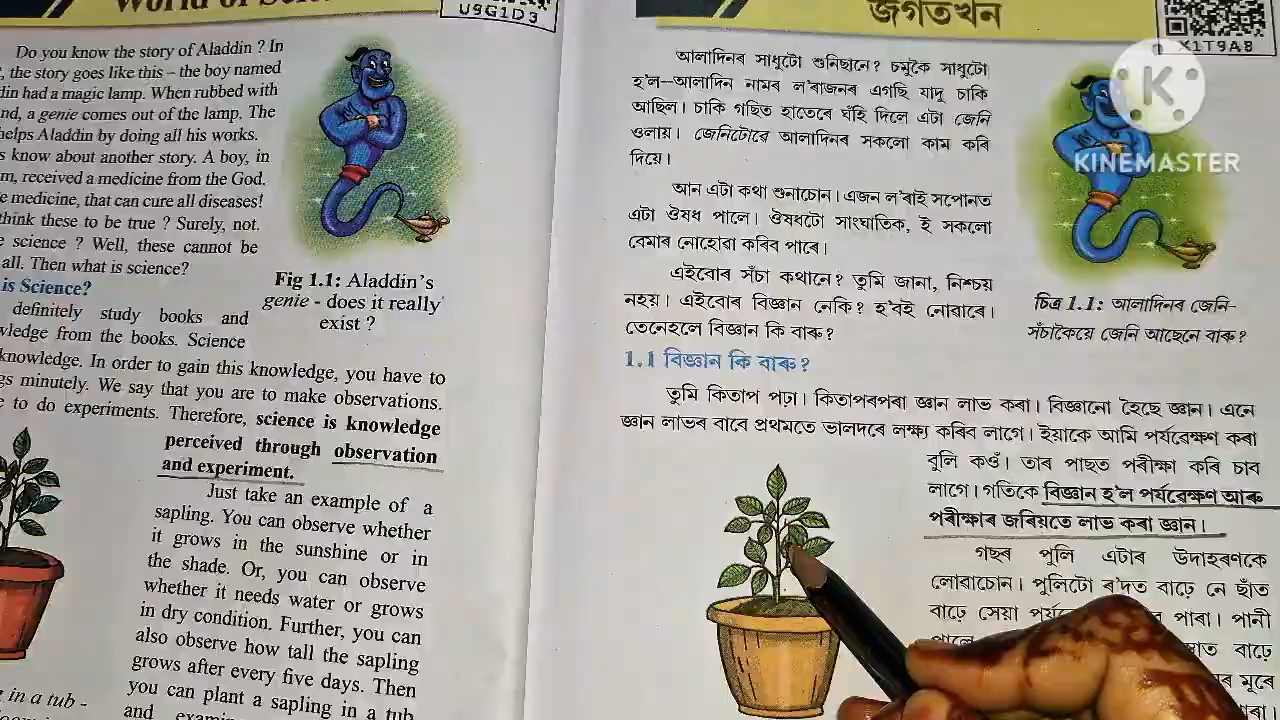 World of
U9G1D3
Do you know the story of Aladdin ? In
, the story goes like this – the boy named
din had a magic lamp. When rubbed with
nd, a genie comes out of the lamp. The
helps Aladdin by doing all his works.
s know about another story. A boy, in
m, received a medicine from the God.
e medicine, that can cure all diseases!
think these to be true ? Surely, not.
e science ? Well, these cannot be
all. Then what is science?
Fig 1.1: Aladdin's
genie - does it really
exist ?
is Science?
definitely study books and
wledge from the books. Science
knowledge. In order to gain this knowledge, you have to
gs minutely. We say that you are to make observations.
e to do experiments. Therefore, science is knowledge
perceived through observation
and experiment.
Just take an example of a
sapling. You can observe whether
it grows in the sunshine or in
the shade. Or, you can observe
whether it needs water or grows
in dry condition. Further, you can
also observe how tall the sapling
grows after every five days. Then
you can plant a sapling in a tub
and
in a tub -
জগতখন
X1T9A8
KINEMASTER
আলাদিনৰ সাধুটো শুনিছানে? চমুকৈ সাধুটো
হ'ল—আলাদিন নামৰ ল'ৰাজনৰ এগছি যাদু চাকি
আছিল। চাকি গছিত হাতেৰে ঘঁহি দিলে এটা জেনি
ওলায়। জেনিটোৱে আলাদিনৰ সকলো কাম কৰি
দিয়ে।
আন এটা কথা শুনাচোন। এজন ল'ৰাই সপোনত
এটা ঔষধ পালে। ঔষধটো সাংঘাতিক, ই সকলো
বেমাৰ নোহোৱা কৰিব পাৰে।
এইবোৰ সঁচা কথানে? তুমি জানা, নিশ্চয়
নহয়। এইবোৰ বিজ্ঞান নেকি? হ'বই নোৱাৰে।
তেনেহলে বিজ্ঞান কি বাৰু?
চিত্ৰ 1.1: আলাদিনৰ জেনি-
সঁচাকৈয়ে জেনি আছেনে বাৰু?
1.1 বিজ্ঞান কি বাৰু?
তুমি কিতাপ পঢ়া। কিতাপৰপৰা জ্ঞান লাভ কৰা। বিজ্ঞানো হৈছে জ্ঞান। এনে
জ্ঞান লাভৰ বাবে প্ৰথমতে ভালদৰে লক্ষ্য কৰিব লাগে। ইয়াকে আমি পৰ্যবেক্ষণ কৰা
বুলি কওঁ। তাৰ পাছত পৰীক্ষা কৰি চাব
লাগে। গতিকে বিজ্ঞান হ'ল পৰ্যবেক্ষণ আৰু
পৰীক্ষাৰ জৰিয়তে লাভ কৰা জ্ঞান।
গছৰ পুলি এটাৰ উদাহৰণকে
লোৱাচোন। পুলিটো ৰ'দত বাঢ়ে নে ছাঁত
বাঢ়ে সেয়া পাৰা। পানী
পালে বাঢ়ে
মূৰে